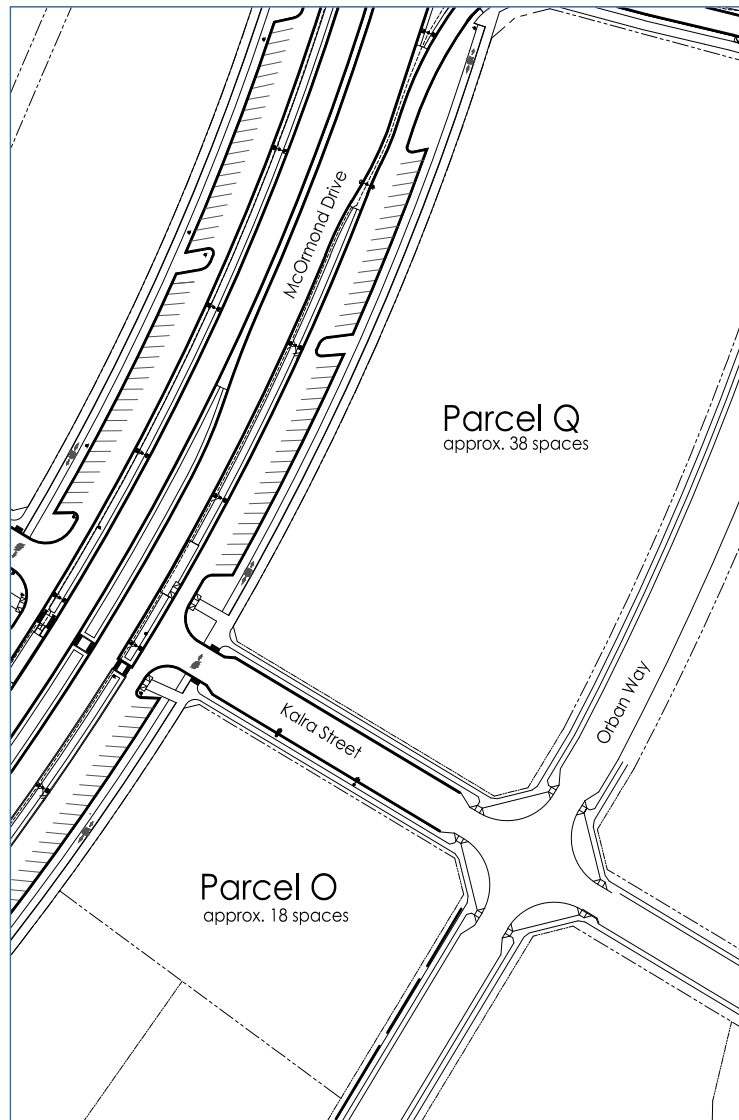 McOrmond Drive
Parcel Q
approx. 38 spaces
Orban Way
Kalra Street
Parcel O
approx. 18 spaces